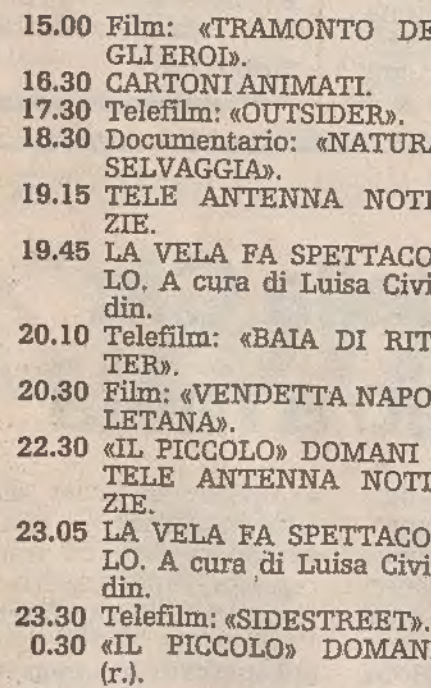 15.00 Film: «TRAMONTO DE
GLI EROI».
16.30 CARTONI ANIMATI.
17.30 Telefilm: «OUTSIDER».
18.30 Documentario: «NATURA
SELVAGGIA».
19.15 TELE ANTENNA NOTI
ZIE.
19.45 LA VELA FA SPETTACO
LO. A cura di Luisa Civi
din.
20.10 Telefilm: «BAIA DI RIT
TER».
20.30 Film: «VENDETTA NAPO
LETANA».
22.30 «IL PICCOLO» DOMANI
TELE ANTENNA NOTI
ZIE.
23.05 LA VELA FA SPETTACO
LO. A cura di Luisa Civi
din.
23.30 Telefilm: «SIDESTREET».
0.30 «IL PICCOLO» DOMANI
(r.).